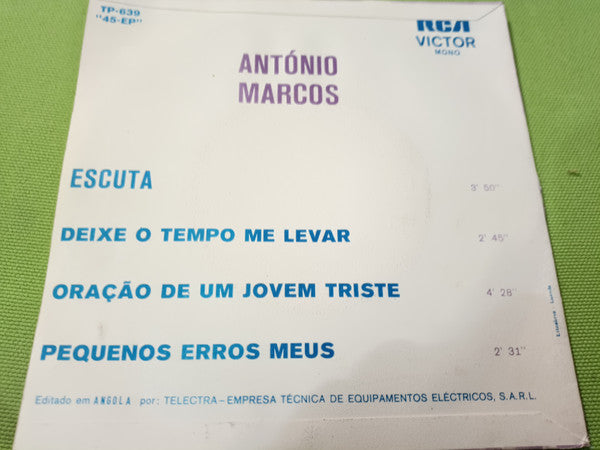 TP-639
"45-EP"
RCA
VICTOR
MONO
ANTÓNIO
MARCOS
ESCUTA 3' 50"
DEIXE O TEMPO ME LEVAR 2' 45"
ORAÇÃO DE UM JOVEM TRISTE 4' 28"
PEQUENOS ERROS MEUS 2' 31"
Editado em ANGOLA por: TELECTRA — EMPRESA TÉCNICA DE EQUIPAMENTOS ELÉCTRICOS, S.A.R.L.